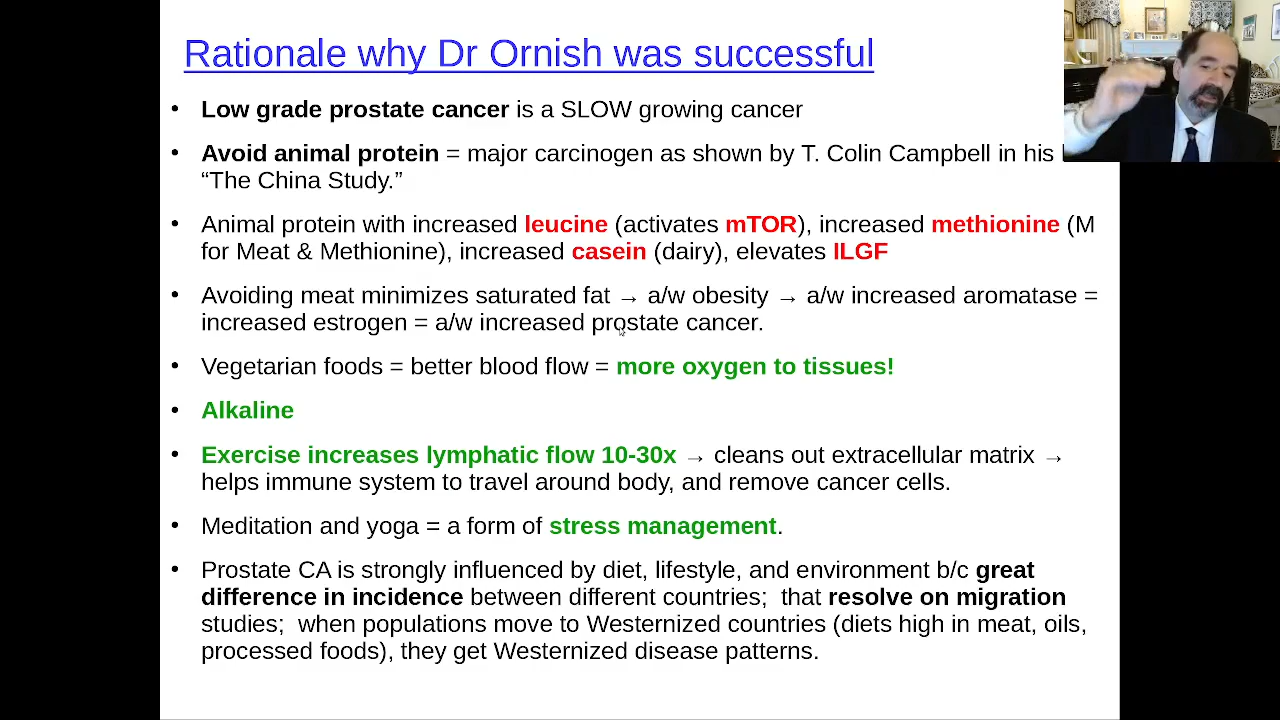 Rationale why Dr Ornish was successful
• Low grade prostate cancer is a SLOW growing cancer
• Avoid animal protein = major carcinogen as shown by T. Colin Campbell in his
“The China Study.”
• Animal protein with increased leucine (activates mTOR), increased methionine (M
for Meat & Methionine), increased casein (dairy), elevates ILGF
• Avoiding meat minimizes saturated fat → a/w obesity → a/w increased aromatase =
increased estrogen = a/w increased prostate cancer.
• Vegetarian foods = better blood flow = more oxygen to tissues!
• Alkaline
• Exercise increases lymphatic flow 10-30x → cleans out extracellular matrix →
helps immune system to travel around body, and remove cancer cells.
• Meditation and yoga = a form of stress management.
• Prostate CA is strongly influenced by diet, lifestyle, and environment b/c great
difference in incidence between different countries;  that resolve on migration
studies;  when populations move to Westernized countries (diets high in meat, oils,
processed foods), they get Westernized disease patterns.